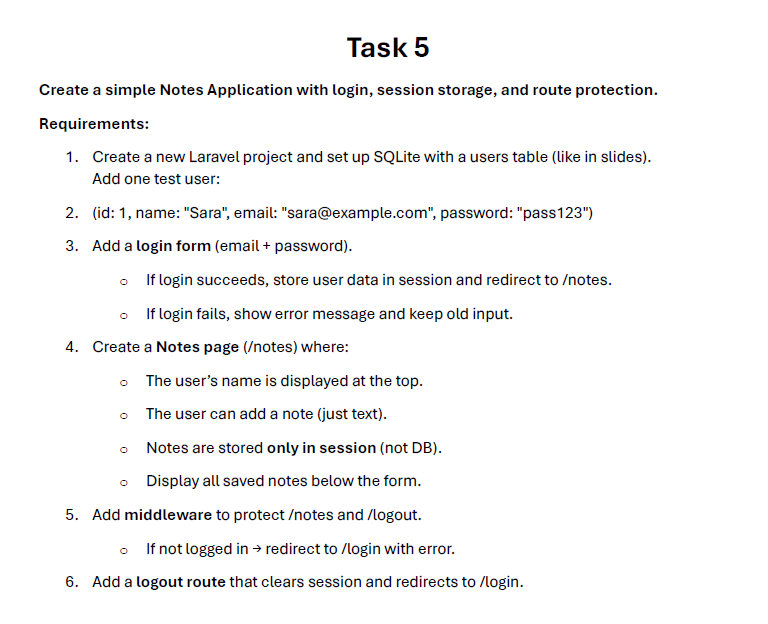 Task 5
Create a simple Notes Application with login, session storage, and route protection.
Requirements:
1. Create a new Laravel project and set up SQLite with a users table (like in slides).
Add one test user:
2. (id: 1, name: "Sara", email: "sara@example.com", password: "pass123")
3. Add a login form (email + password).
○ If login succeeds, store user data in session and redirect to /notes.
○ If login fails, show error message and keep old input.
4. Create a Notes page (/notes) where:
○ The user’s name is displayed at the top.
○ The user can add a note (just text).
○ Notes are stored only in session (not DB).
○ Display all saved notes below the form.
5. Add middleware to protect /notes and /logout.
○ If not logged in → redirect to /login with error.
6. Add a logout route that clears session and redirects to /login.